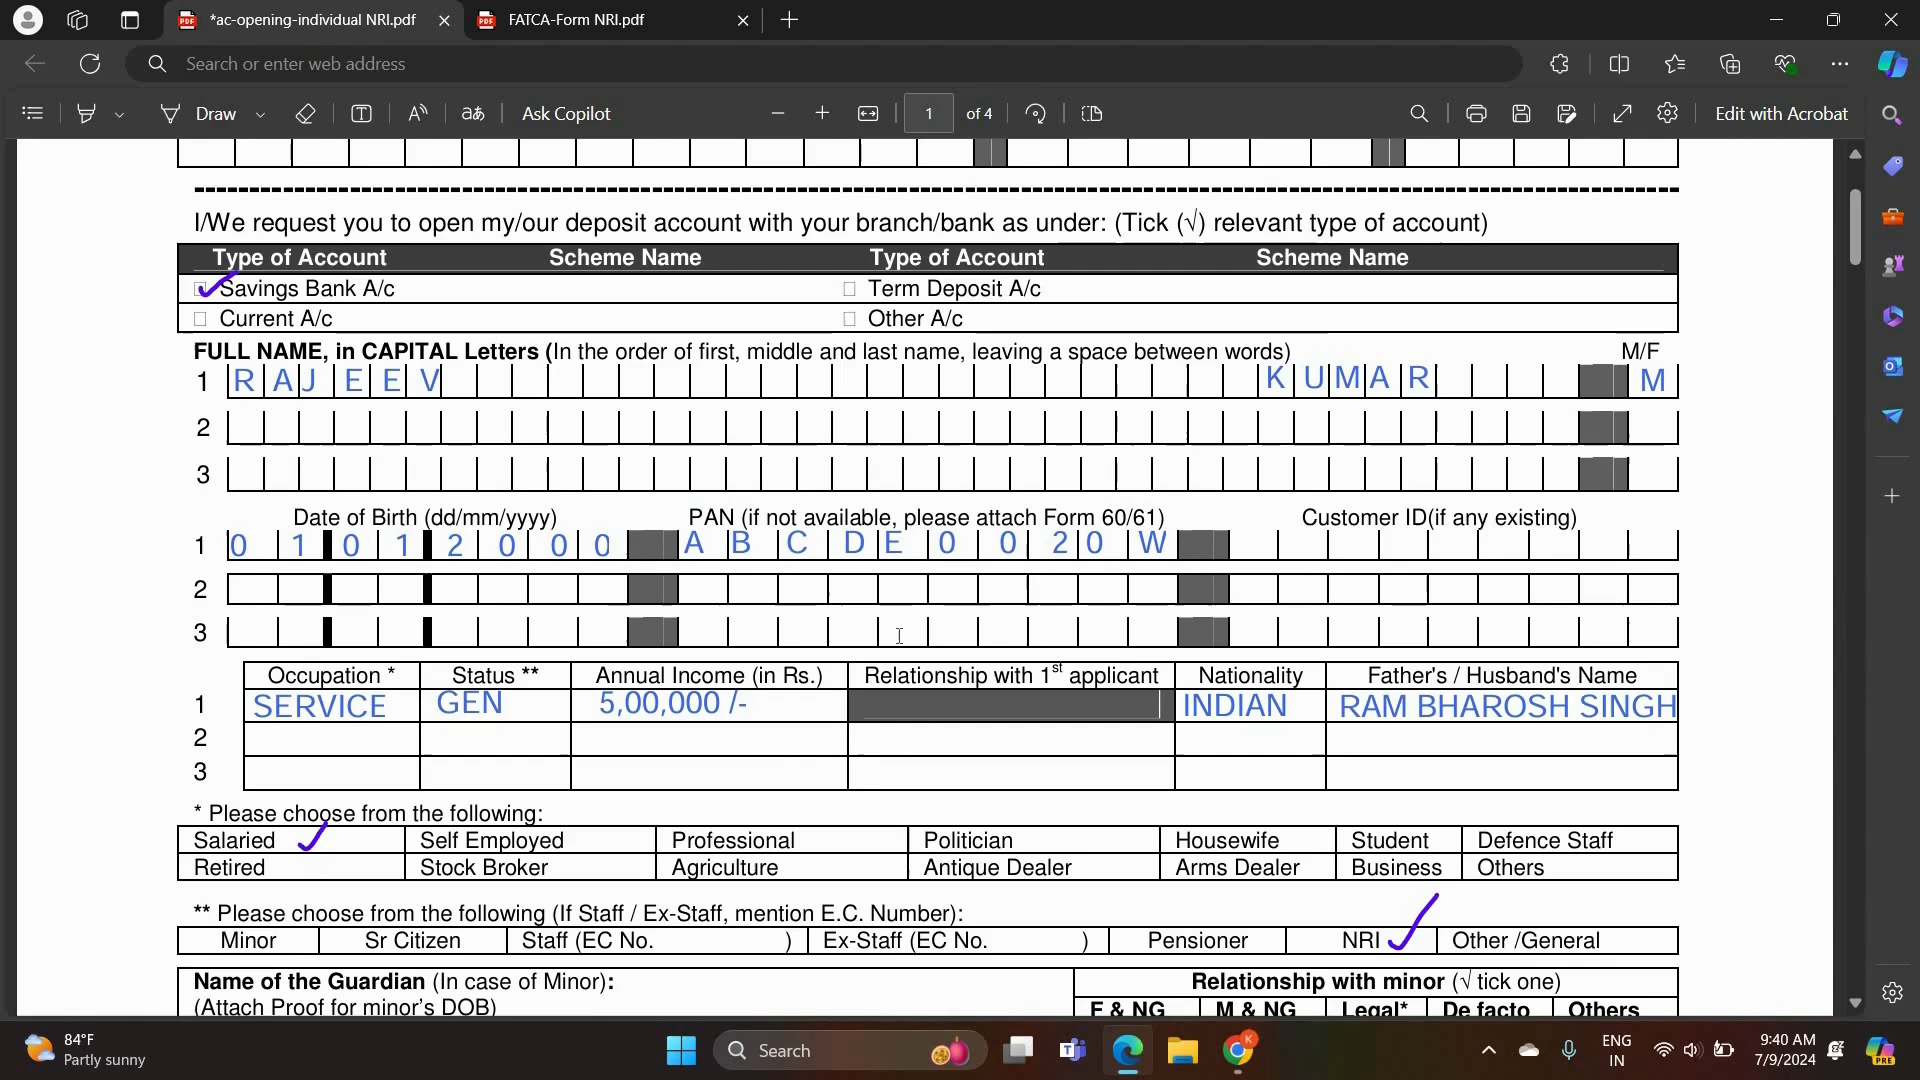 *ac-opening-individual NRI.pdf
FATCA-Form NRI.pdf
Search or enter web address
Draw
aあ
Ask Copilot
1 of 4
Edit with Acrobat
I/We request you to open my/our deposit account with your branch/bank as under: (Tick (√) relevant type of account)
Type of Account Scheme Name Type of Account Scheme Name
Savings Bank A/c Term Deposit A/c
Current A/c Other A/c
FULL NAME, in CAPITAL Letters (In the order of first, middle and last name, leaving a space between words) M/F
1 RAJEEV KUMAR M
2
3
Date of Birth (dd/mm/yyyy) PAN (if not available, please attach Form 60/61) Customer ID(if any existing)
1 0 1 0 1 2 0 0 0 A B C D E 0 0 2 0 W
2
3
Occupation * Status ** Annual Income (in Rs.) Relationship with 1st applicant Nationality Father's / Husband's Name
1 SERVICE GEN 5,00,000 /- INDIAN RAM BHAROSH SINGH
2
3
* Please choose from the following:
Salaried Self Employed Professional Politician Housewife Student Defence Staff
Retired Stock Broker Agriculture Antique Dealer Arms Dealer Business Others
** Please choose from the following (If Staff / Ex-Staff, mention E.C. Number):
Minor Sr Citizen Staff (EC No. ) Ex-Staff (EC No. ) Pensioner NRI Other /General
Name of the Guardian (In case of Minor): Relationship with minor (√ tick one)
(Attach Proof for minor's DOB) F & NG M & NG Legal* De facto Others
84°F
Partly sunny
Search
ENG
IN
9:40 AM
7/9/2024